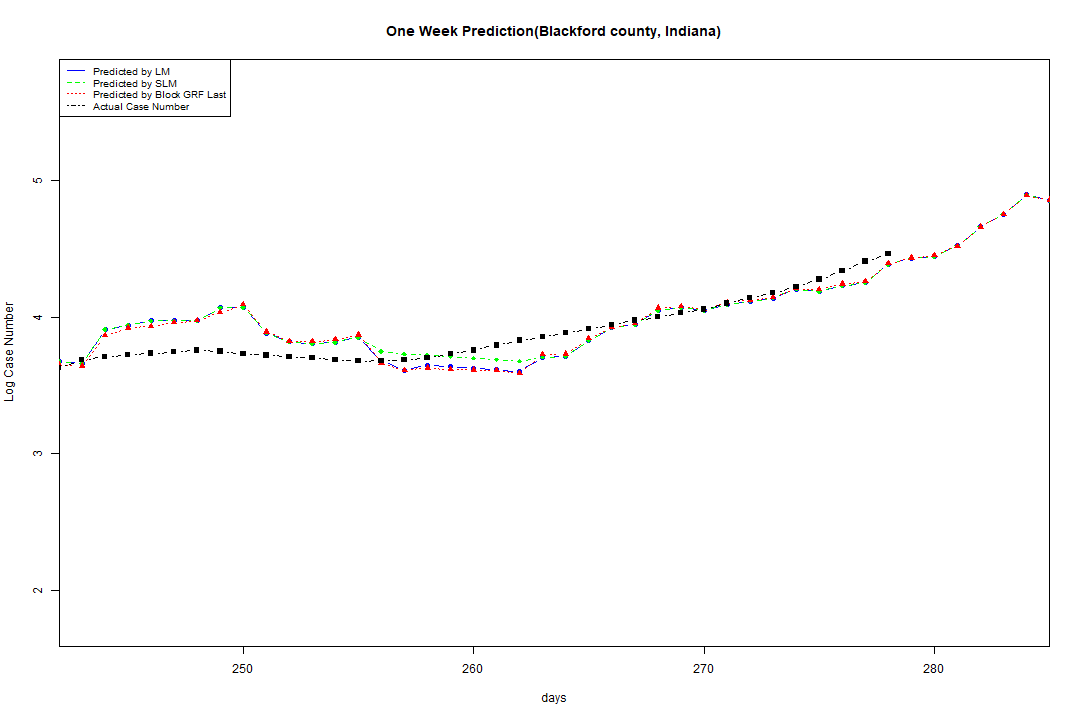 One Week Prediction(Blackford county, Indiana)
Predicted by LM
Predicted by SLM
Predicted by Block GRF Last
Actual Case Number
5
4
3
2
Log Case Number
250
260
270
280
days